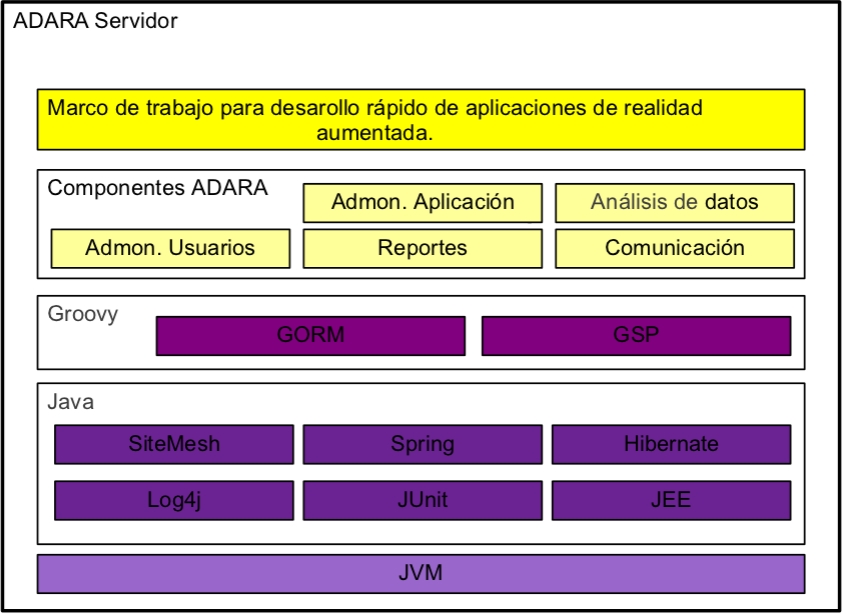 ADARA Servidor
Marco de trabajo para desarollo rápido de aplicaciones de realidad
aumentada.
Componentes ADARA
Admon. Aplicación
Análisis de datos
Admon. Usuarios
Reportes
Comunicación
Groovy
GORM
GSP
Java
SiteMesh
Spring
Hibernate
Log4j
JUnit
JEE
JVM